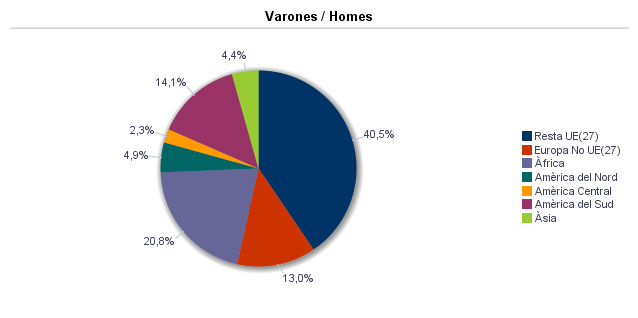 Varones / Homes
4,4%
14,1%
40,5%
2,3%
4,9%
20,8%
13,0%
Resta UE(27)
Europa No UE(27)
Àfrica
Amèrica del Nord
Amèrica Central
Amèrica del Sud
Àsia